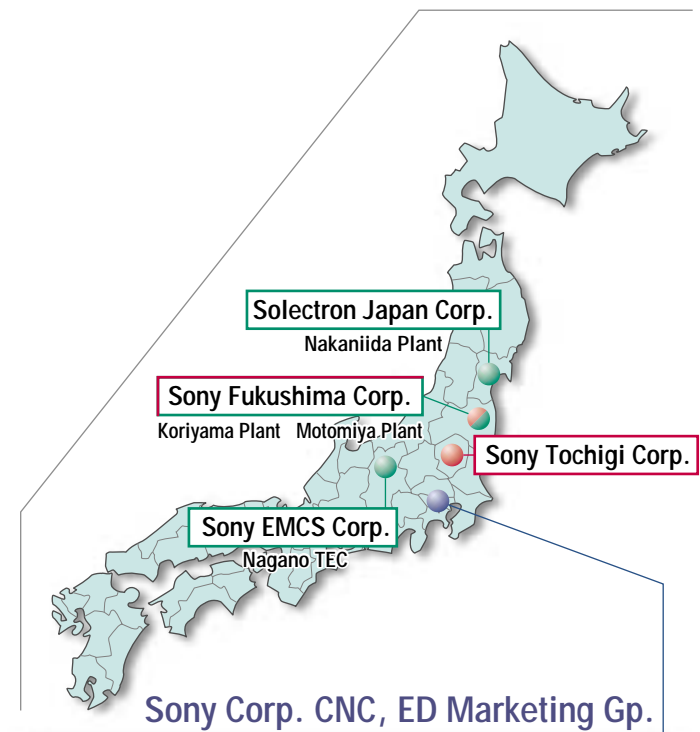 Solectron Japan Corp.
Nakaniida Plant
Sony Fukushima Corp.
Koriyama Plant Motomiya Plant
Sony Tochigi Corp.
Sony EMCS Corp.
Nagano TEC
Sony Corp. CNC, ED Marketing Gp.